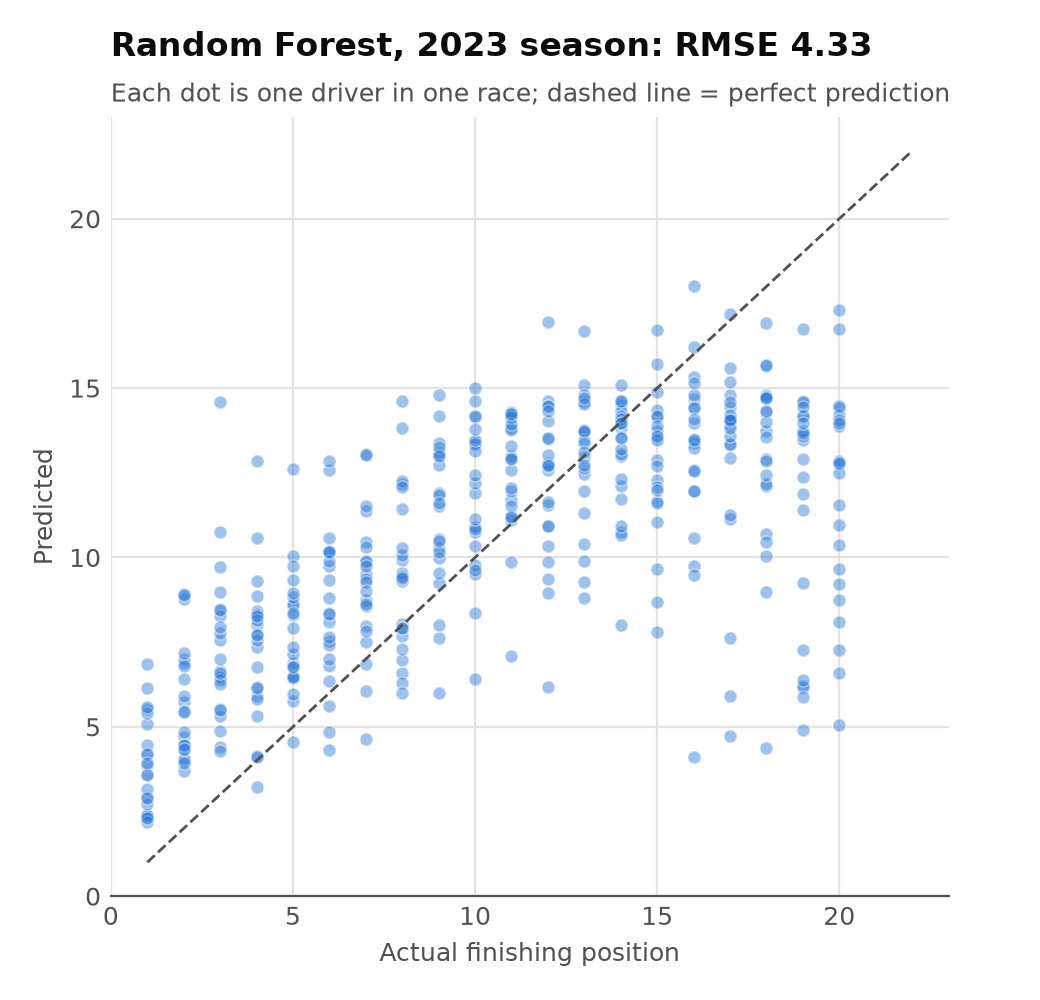 Random Forest, 2023 season: RMSE 4.33
Each dot is one driver in one race; dashed line = perfect prediction
20
15
10
5
0
Predicted
0 5 10 15 20
Actual finishing position